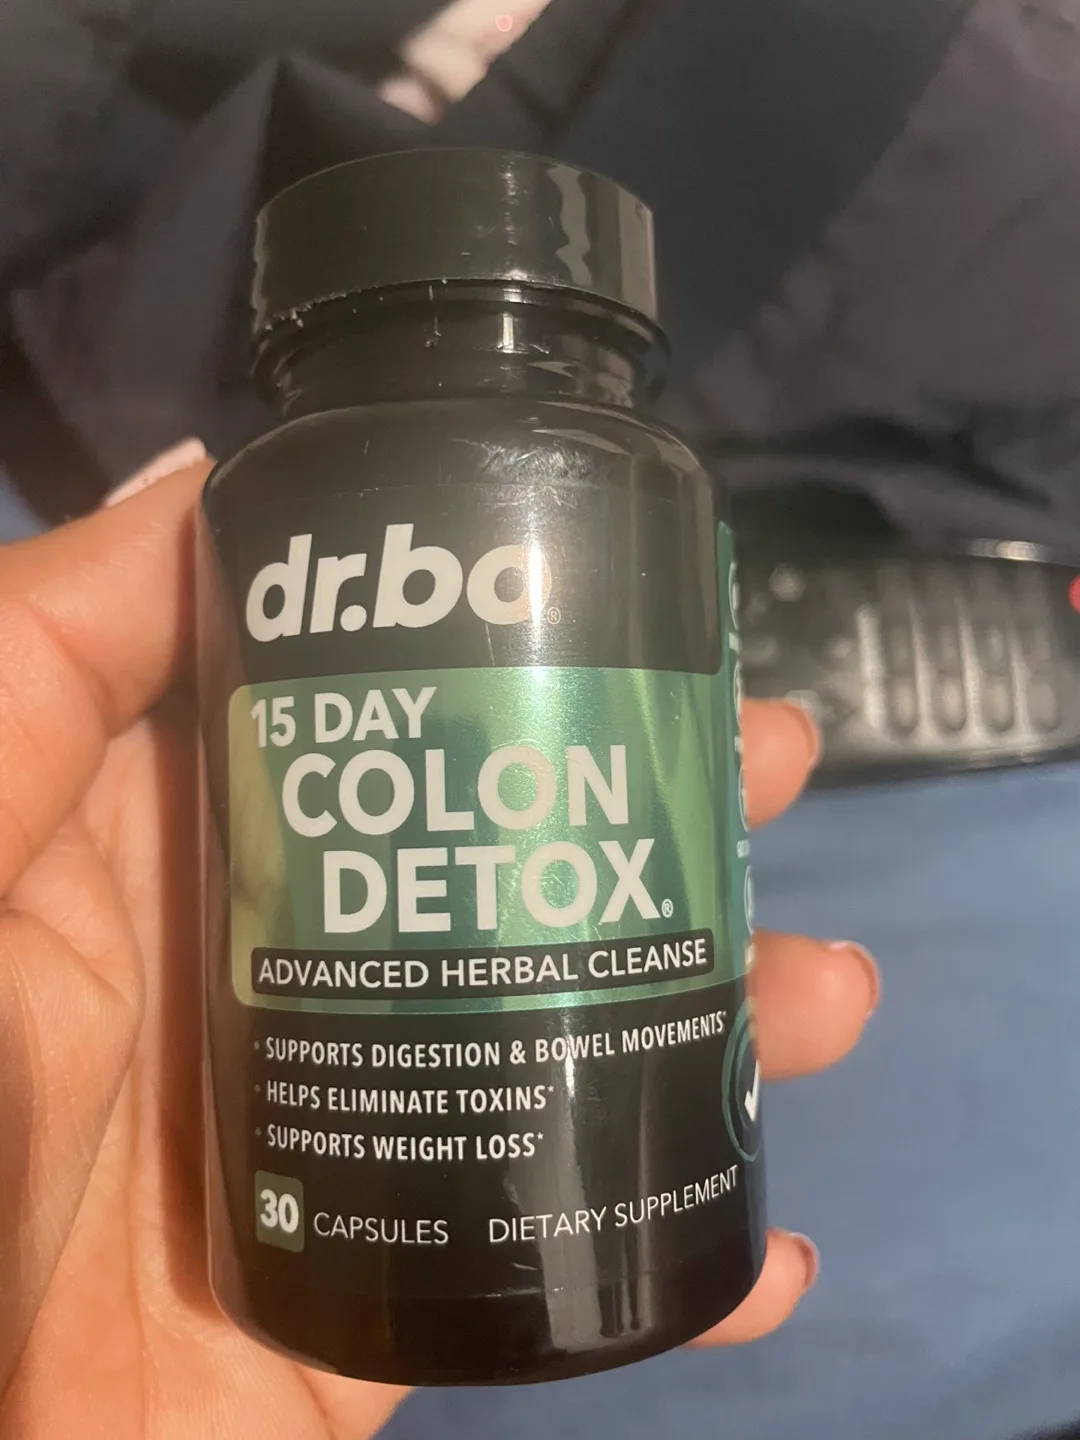 dr.bo®
15 DAY
COLON
DETOX®
ADVANCED HERBAL CLEANSE
• SUPPORTS DIGESTION & BOWEL MOVEMENTS*
• HELPS ELIMINATE TOXINS*
• SUPPORTS WEIGHT LOSS*
30 CAPSULES DIETARY SUPPLEMENT